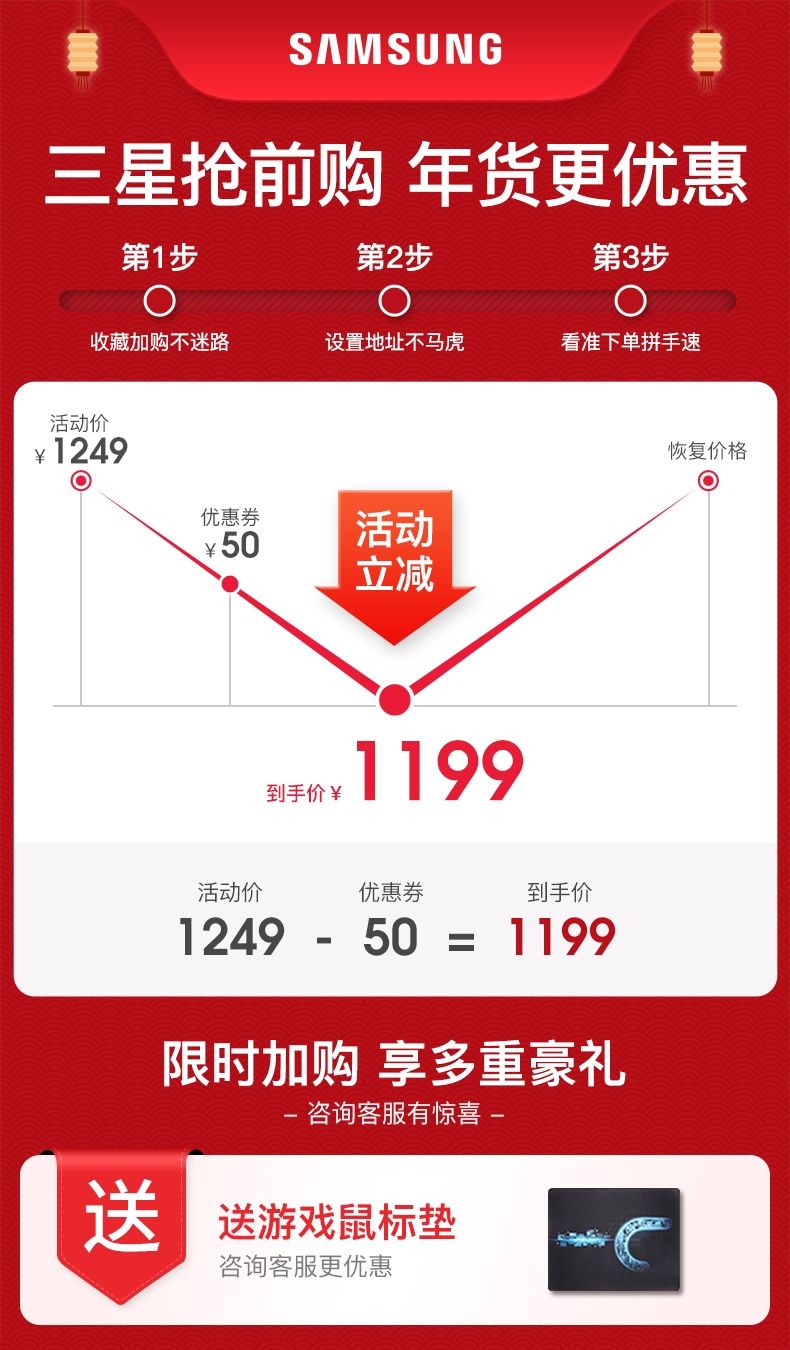 SAMSUNG
三星抢前购 年货更优惠
第1步 第2步 第3步
收藏加购不迷路 设置地址不马虎 看准下单拼手速
活动价
¥1249
恢复价格
优惠券
¥50
活动
立减
到手价¥1199
活动价 优惠券 到手价
1249 - 50 = 1199
限时加购 享多重豪礼
– 咨询客服有惊喜 –
送
送游戏鼠标垫
咨询客服更优惠